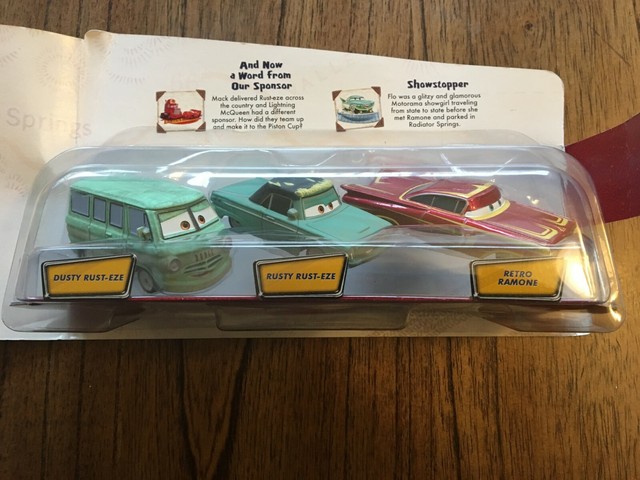 Springs
And Now
a Word from
Our Sponsor
Mack delivered Rust-eze across
the country and Lightning
McQueen had a different
sponsor. How did they team up
and make it to the Piston Cup?
Showstopper
Flo was a glitzy and glamorous
Motorama showgirl traveling
from state to state before she
met Ramone and parked in
Radiator Springs.
DUSTY RUST-EZE
RUSTY RUST-EZE
RETRO
RAMONE